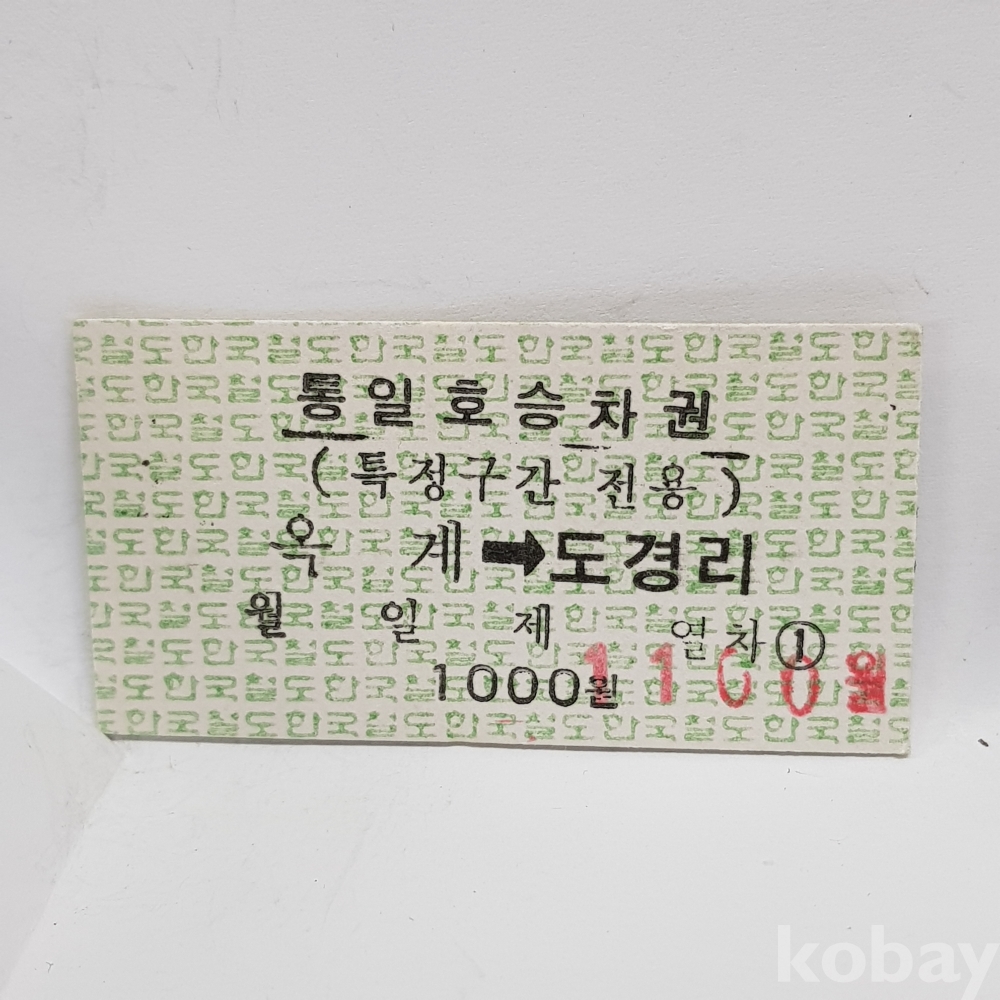 통일호승차권
(특정구간 전용)
옥 계➡도경리
월 일 제 열차①
1000원 1100원
kobay